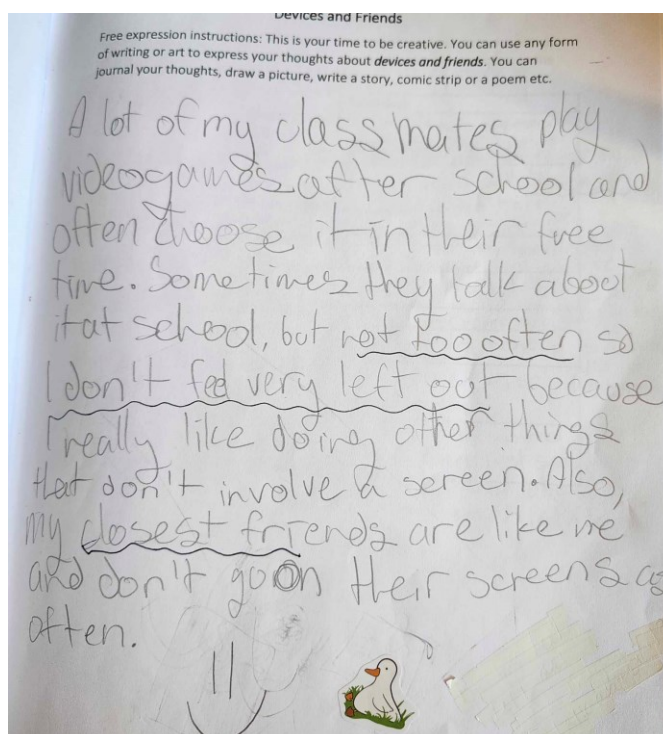 Devices and Friends
Free expression instructions: This is your time to be creative. You can use any form
of writing or art to express your thoughts about devices and friends. You can
journal your thoughts, draw a picture, write a story, comic strip or a poem etc.
A lot of my classmates play
videogames after school and
often choose it in their free
time. Sometimes they talk about
it at school, but not too often so
I don't feel very left out because
I really like doing other things
that don't involve a screen. Also,
my closest friends are like me
and don't go on their screens as
often.